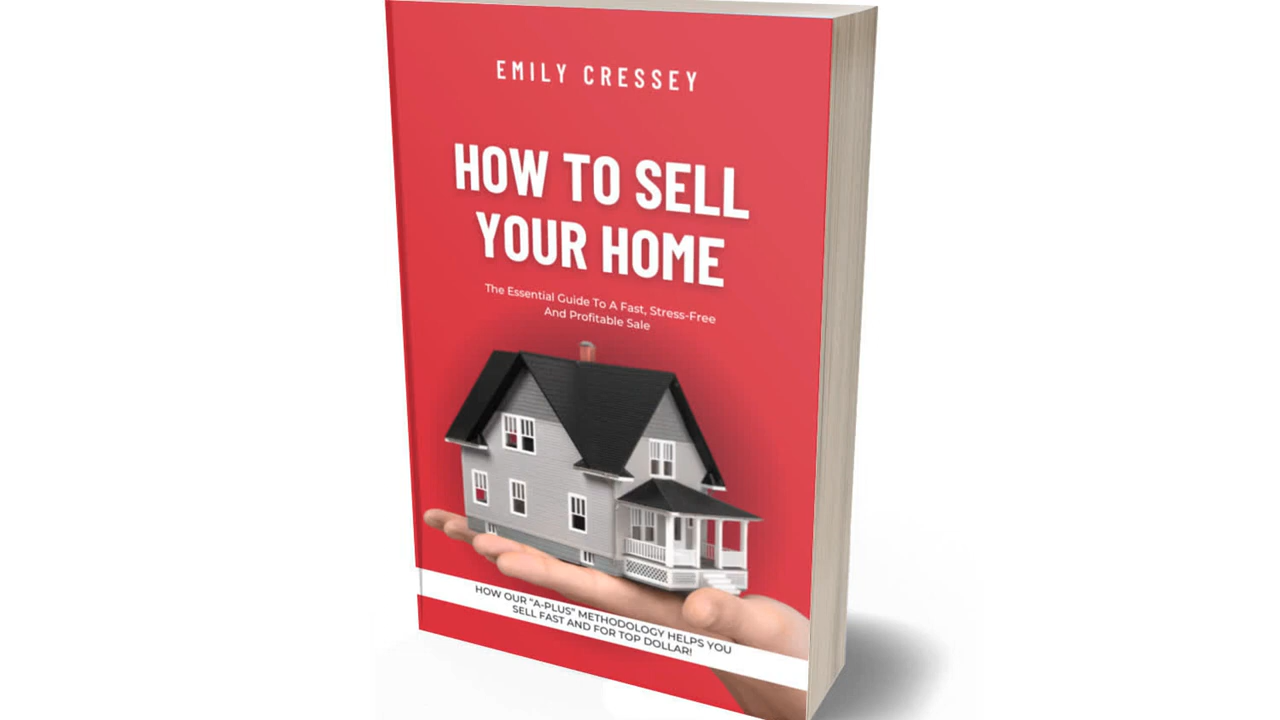 EMILY CRESSEY
HOW TO SELL
YOUR HOME
The Essential Guide To A Fast, Stress-Free
And Profitable Sale
HOW OUR "A-PLUS" METHODOLOGY HELPS YOU
SELL FAST AND FOR TOP DOLLAR!